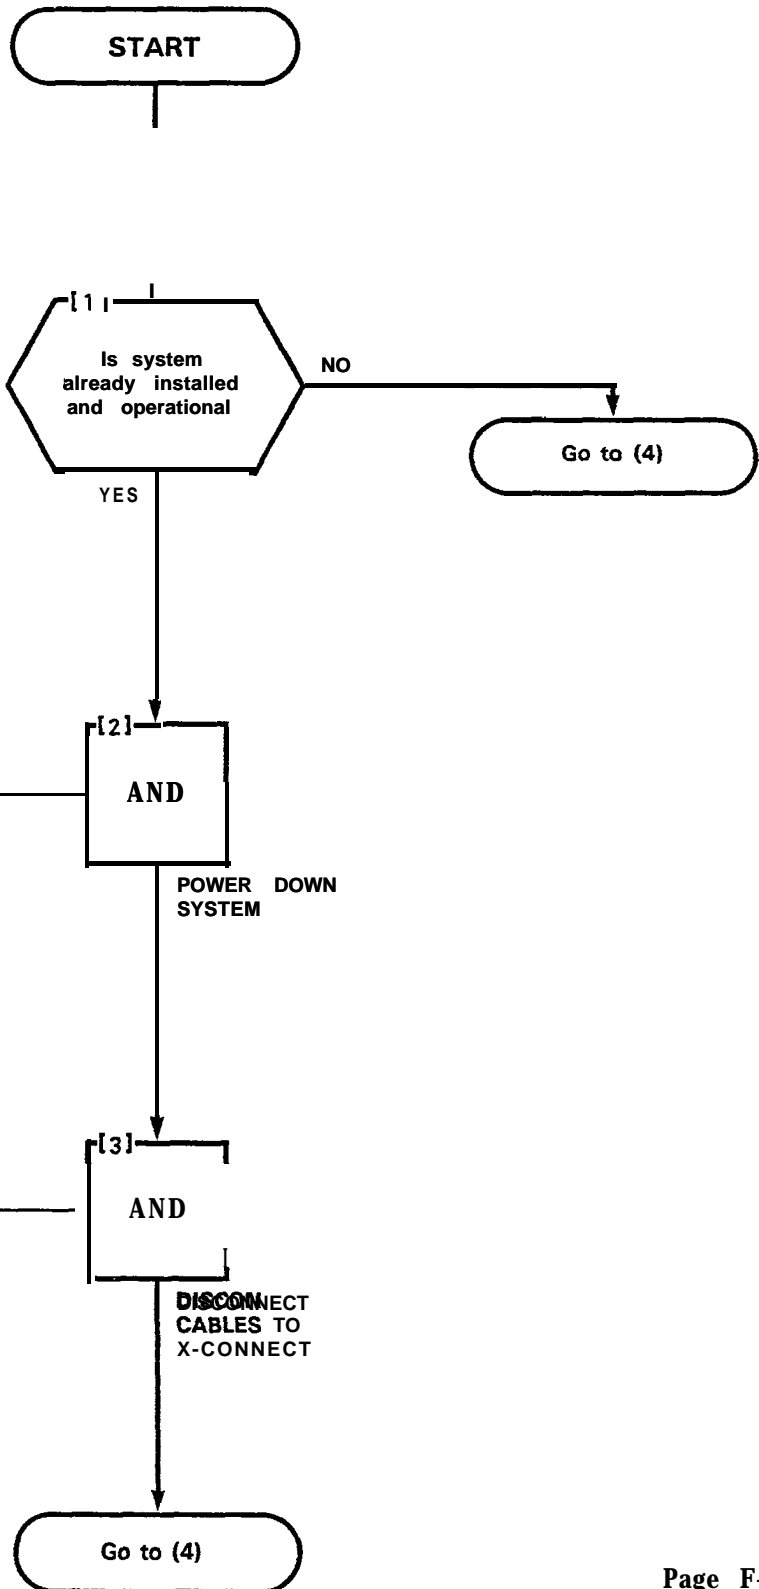 START
[1]
Is system
already installed
and operational
NO
Go to (4)
YES
[2]
AND
POWER DOWN
SYSTEM
[3]
AND
DISCONNECT
CABLES TO
X-CONNECT
Go to (4)
Page F-